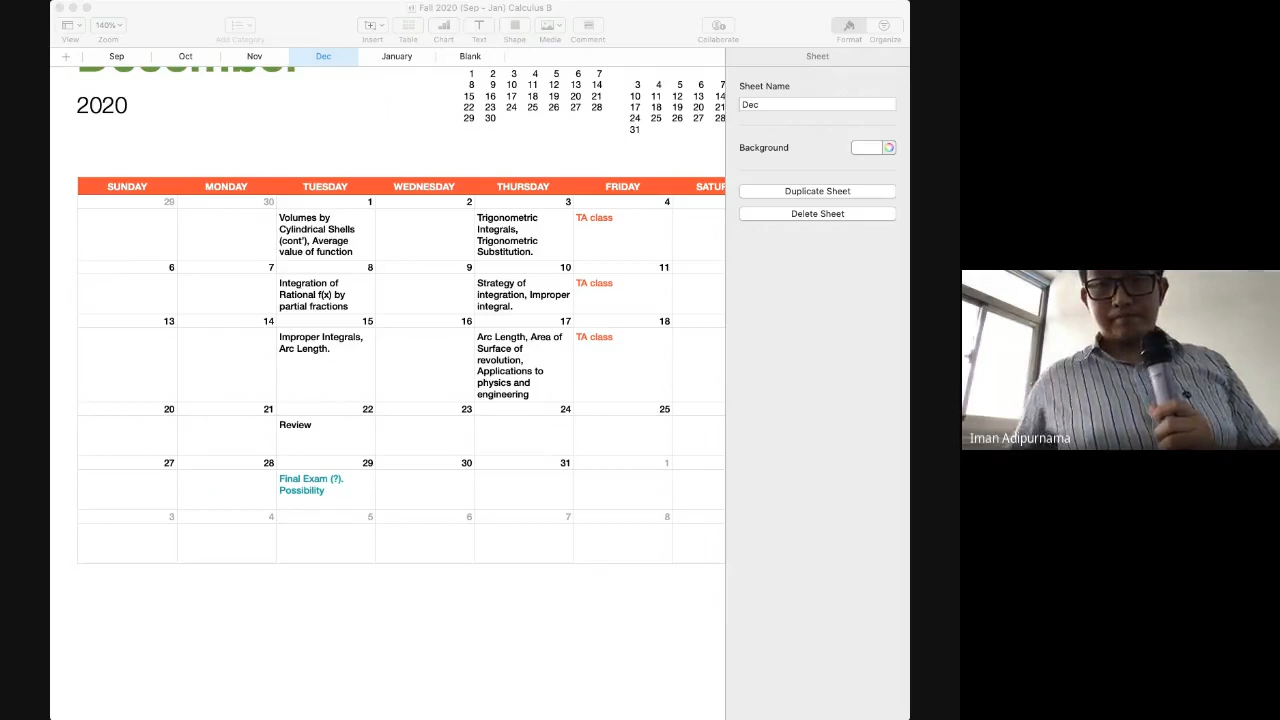 Fall 2020 (Sep - Jan) Calculus B
140%
View Zoom Add Category Insert Table Chart Text Shape Media Comment Collaborate Format Organize
Sep Oct Nov Dec January Blank
Sheet
December
2020
1 2 3 4 5 6 7
8 9 10 11 12 13 14
15 16 17 18 19 20 21
22 23 24 25 26 27 28
29 30
3 4 5 6 7
10 11 12 13 14
17 18 19 20 21
24 25 26 27 28
31
Sheet Name
Dec
Background
Duplicate Sheet
Delete Sheet
SUNDAY MONDAY TUESDAY WEDNESDAY THURSDAY FRIDAY SATUR
29 30 1 2 3 4
Volumes by
Cylindrical Shells
(cont'), Average
value of function
Trigonometric
Integrals,
Trigonometric
Substitution.
TA class
6 7 8 9 10 11
Integration of
Rational f(x) by
partial fractions
Strategy of
integration, Improper
integral.
TA class
13 14 15 16 17 18
Improper Integrals,
Arc Length.
Arc Length, Area of
Surface of
revolution,
Applications to
physics and
engineering
TA class
20 21 22 23 24 25
Review
27 28 29 30 31 1
Final Exam (?).
Possibility
3 4 5 6 7 8
Iman Adipurnama